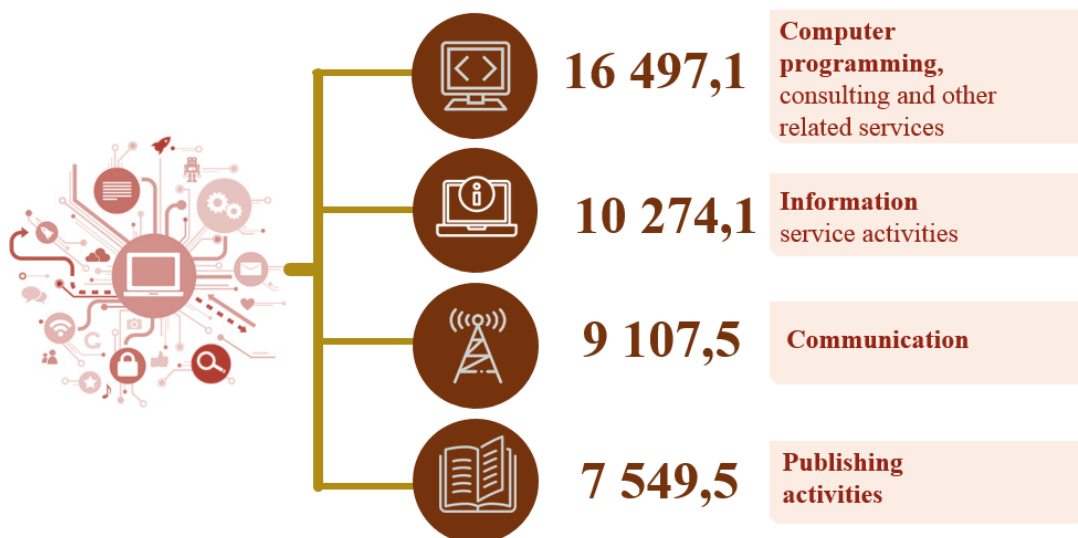 16 497,1
Computer
programming,
consulting and other
related services
10 274,1
Information
service activities
9 107,5
Communication
7 549,5
Publishing
activities